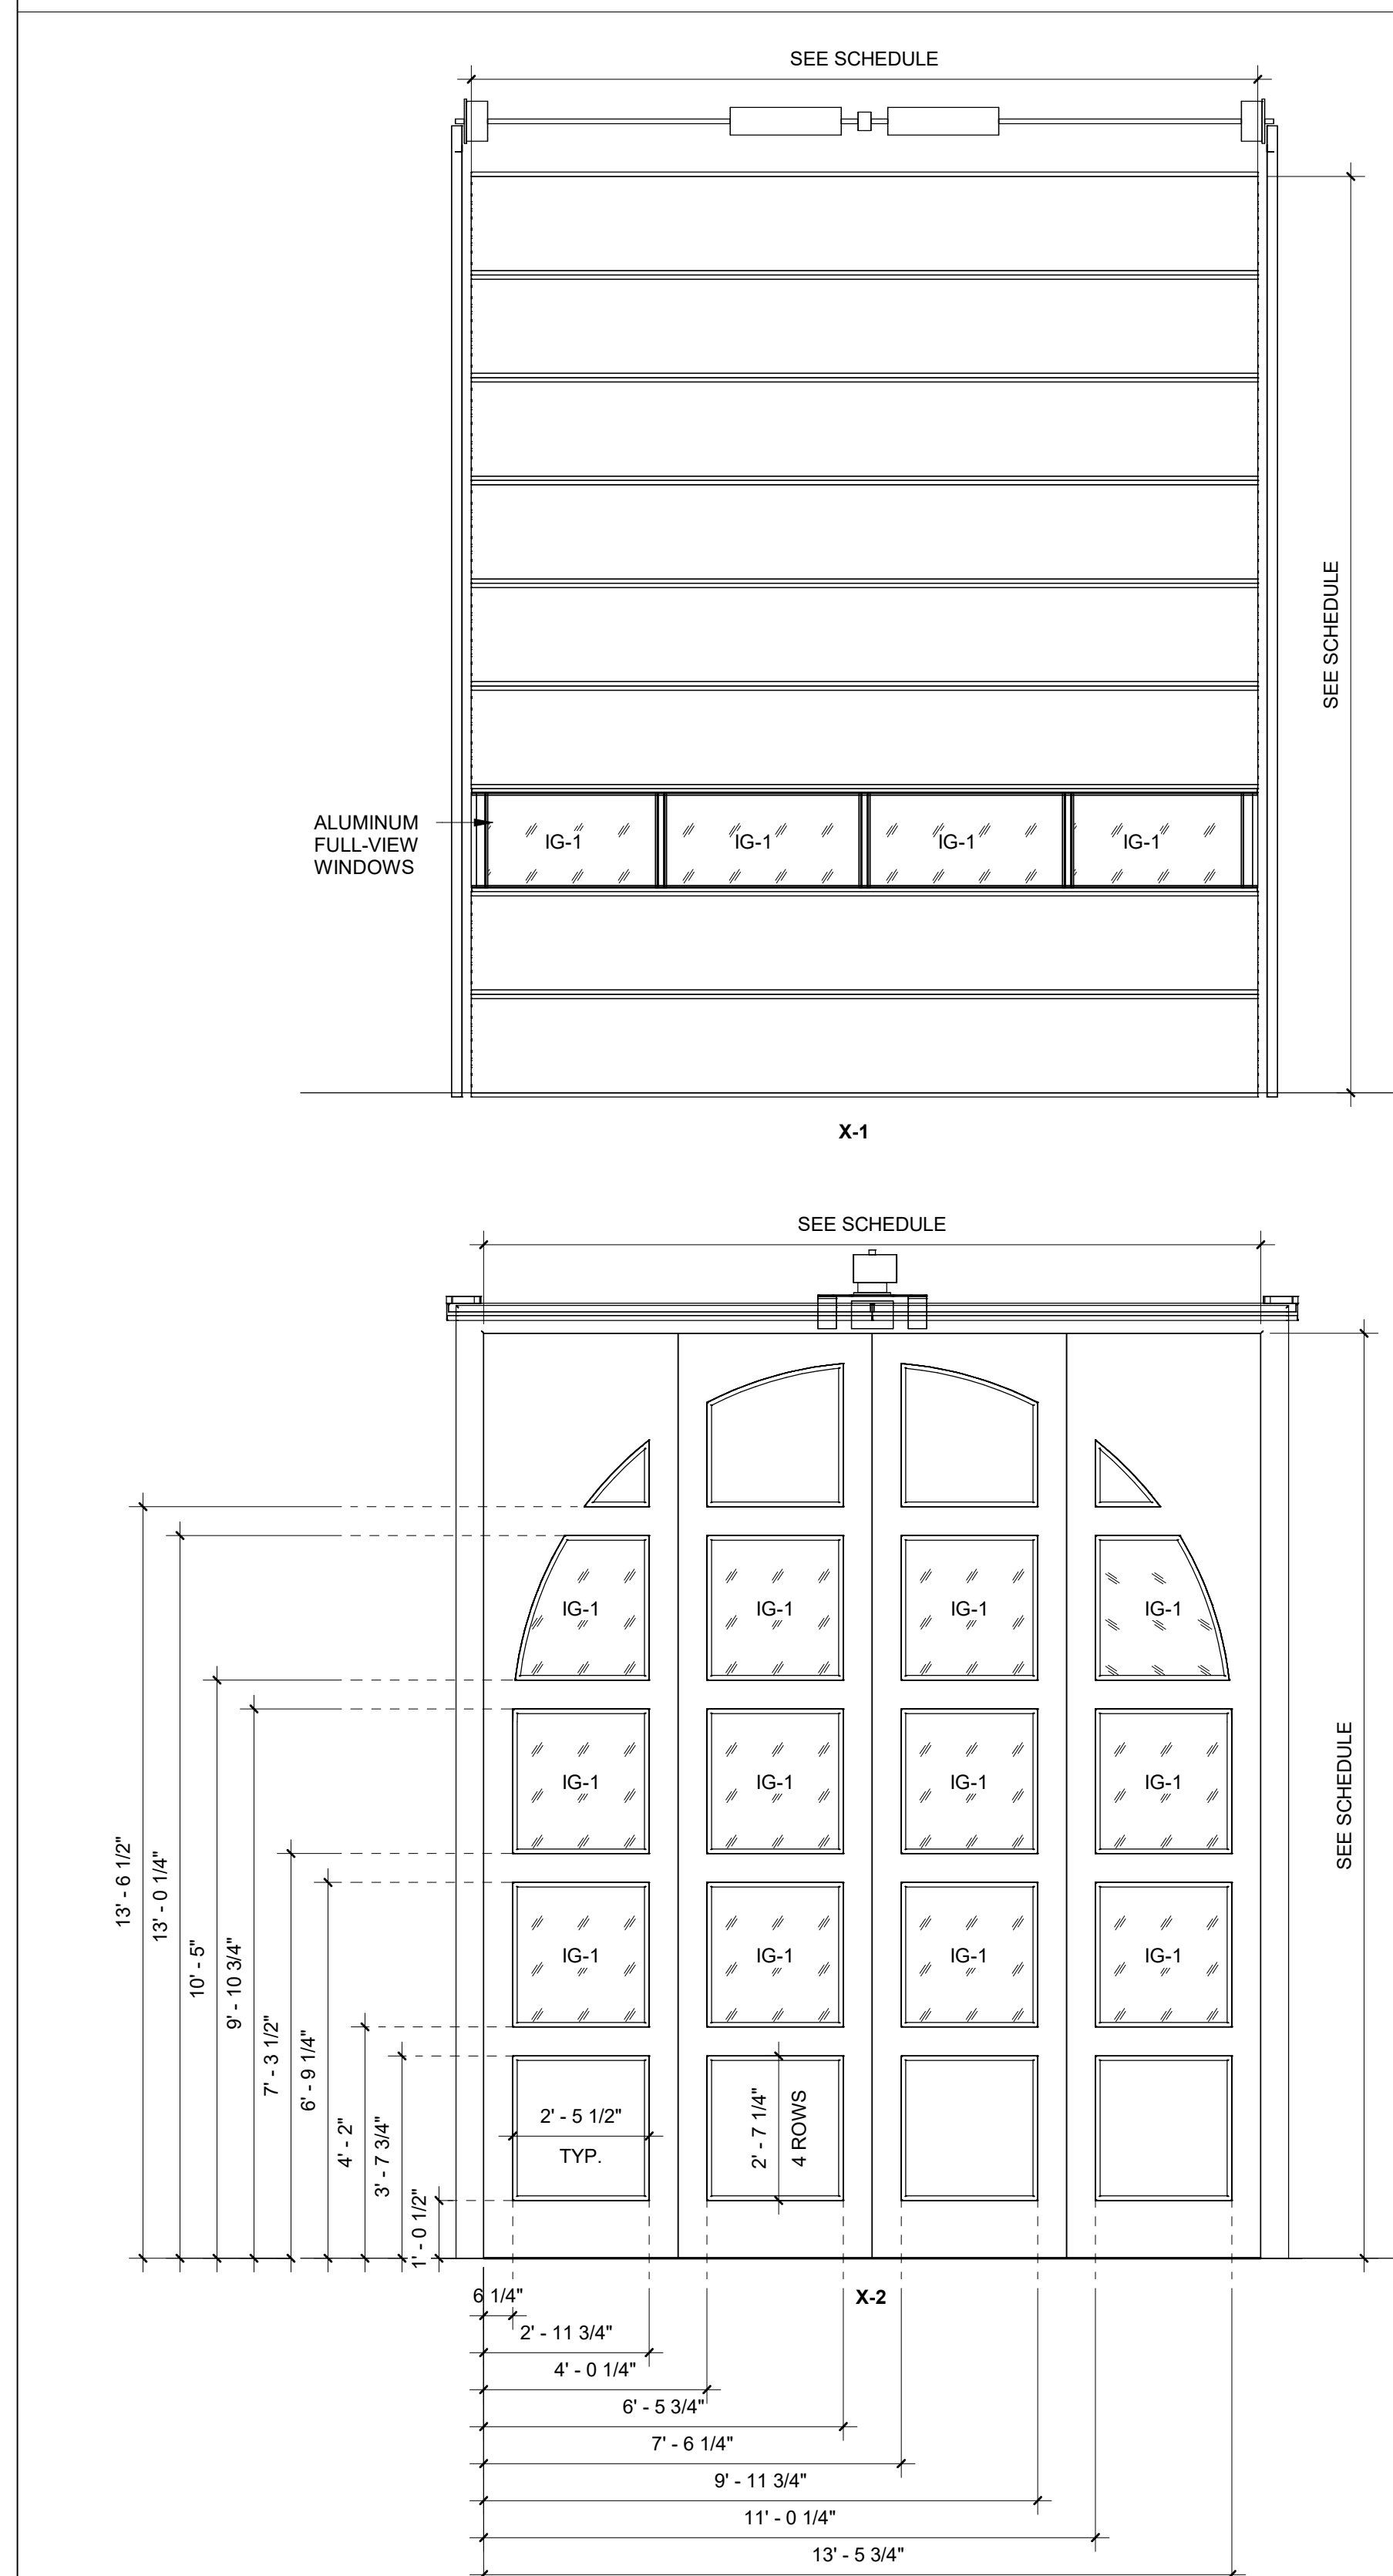 SEE SCHEDULE
SEE SCHEDULE
ALUMINUM
FULL-VIEW
WINDOWS
IG-1
IG-1
IG-1
IG-1
X-1
SEE SCHEDULE
SEE SCHEDULE
IG-1
IG-1
IG-1
IG-1
IG-1
IG-1
IG-1
IG-1
IG-1
IG-1
IG-1
IG-1
13' - 6 1/2"
13' - 0 1/4"
10' - 5"
9' - 10 3/4"
7' - 3 1/2"
6' - 9 1/4"
4' - 2"
3' - 7 3/4"
1' - 0 1/2"
2' - 5 1/2"
TYP.
2' - 7 1/4"
4 ROWS
X-2
6 1/4"
2' - 11 3/4"
4' - 0 1/4"
6' - 5 3/4"
7' - 6 1/4"
9' - 11 3/4"
11' - 0 1/4"
13' - 5 3/4"